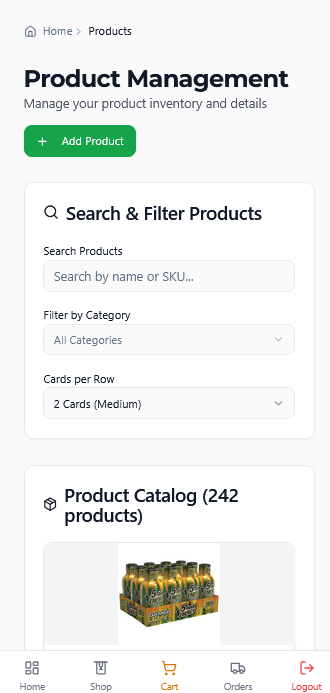 Home > Products
Product Management
Manage your product inventory and details
+ Add Product
Search & Filter Products
Search Products
Search by name or SKU...
Filter by Category
All Categories
Cards per Row
2 Cards (Medium)
Product Catalog (242
products)
Home Shop Cart Orders Logout